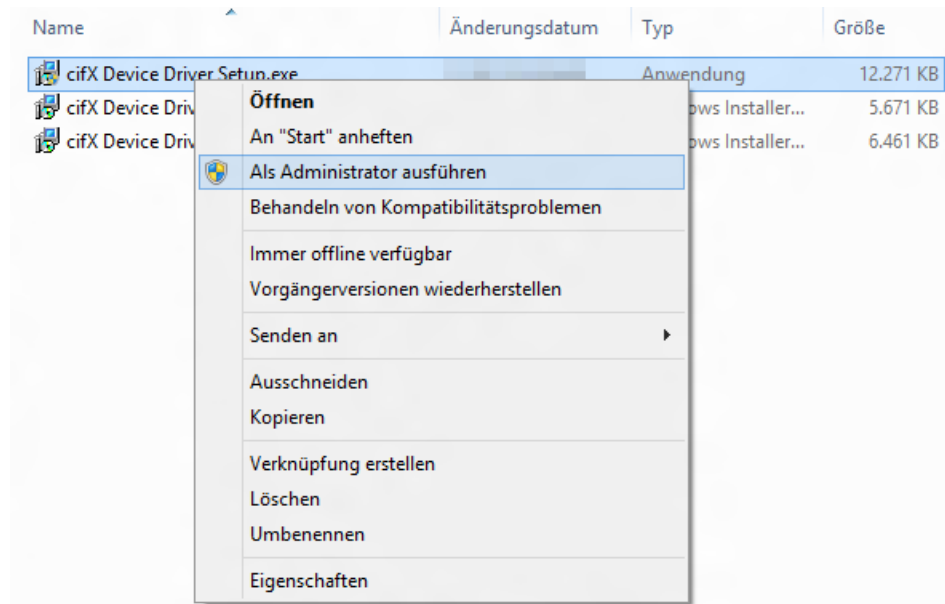 Name Änderungsdatum Typ Größe
cifX Device Driver Setup.exe Anwendung 12.271 KB
cifX Device Driv ows Installer... 5.671 KB
cifX Device Driv ows Installer... 6.461 KB
Öffnen
An "Start" anheften
Als Administrator ausführen
Behandeln von Kompatibilitätsproblemen
Immer offline verfügbar
Vorgängerversionen wiederherstellen
Senden an
Ausschneiden
Kopieren
Verknüpfung erstellen
Löschen
Umbenennen
Eigenschaften